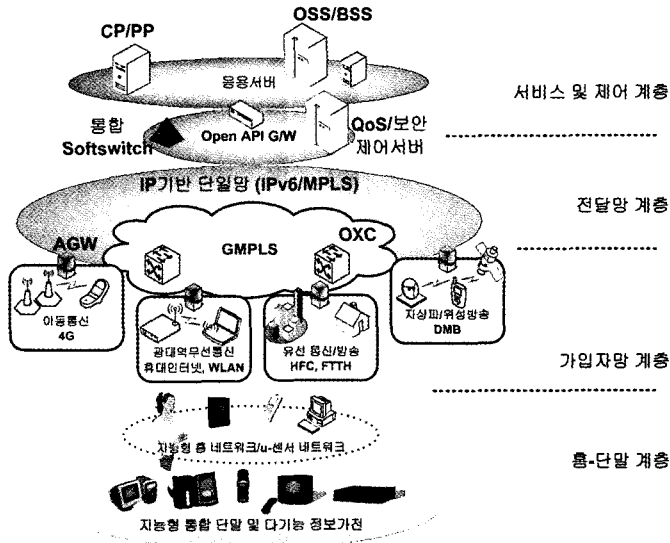 OSS/BSS
CP/PP
응용서버
서비스 및 제어 계층
통합
Softswitch
Open API G/W
QoS/보안
제어서버
IP기반 단일망 (IPv6/MPLS)
전달망 계층
AGW
GMPLS
OXC
이동통신
4G
광대역무선통신
휴대인터넷, WLAN
유선 통신/방송
HFC, FTTH
지상파/위성방송
DMB
가입자망 계층
지능형 홈 네트워크/u-센서 네트워크
홈-단말 계층
지능형 통합 단말 및 다기능 정보가전